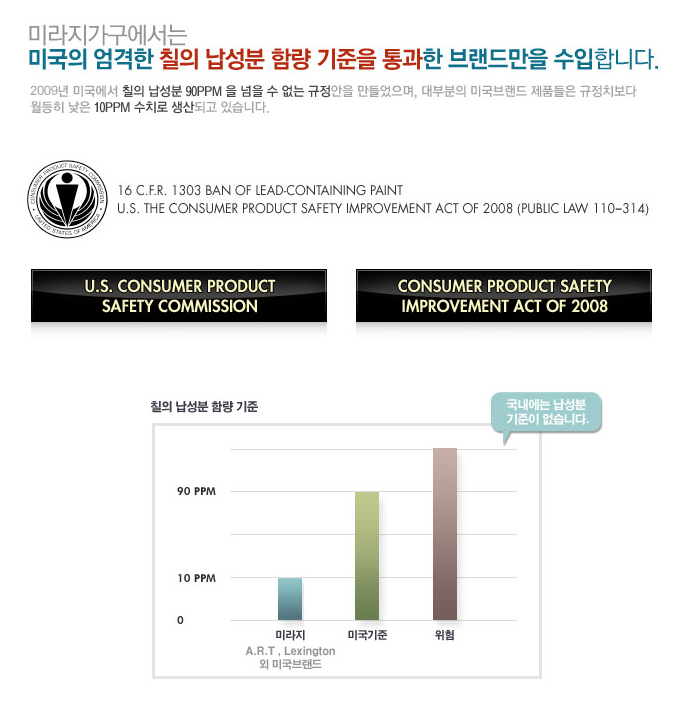 미라지가구에서는
미국의 엄격한 칠의 납성분 함량 기준을 통과한 브랜드만을 수입합니다.
2009년 미국에서 칠의 납성분 90PPM 을 넘을 수 없는 규정안을 만들었으며, 대부분의 미국브랜드 제품들은 규정치보다
월등히 낮은 10PPM 수치로 생산되고 있습니다.
CONSUMER PRODUCT SAFETY COMMISSION
UNITED STATES OF AMERICA
16 C.F.R. 1303 BAN OF LEAD-CONTAINING PAINT
U.S. THE CONSUMER PRODUCT SAFETY IMPROVEMENT ACT OF 2008 (PUBLIC LAW 110-314)
U.S. CONSUMER PRODUCT
SAFETY COMMISSION
CONSUMER PRODUCT SAFETY
IMPROVEMENT ACT OF 2008
칠의 납성분 함량 기준
국내에는 납성분
기준이 없습니다.
90 PPM
10 PPM
0
미라지
미국기준
위험
A.R.T , Lexington
외 미국브랜드